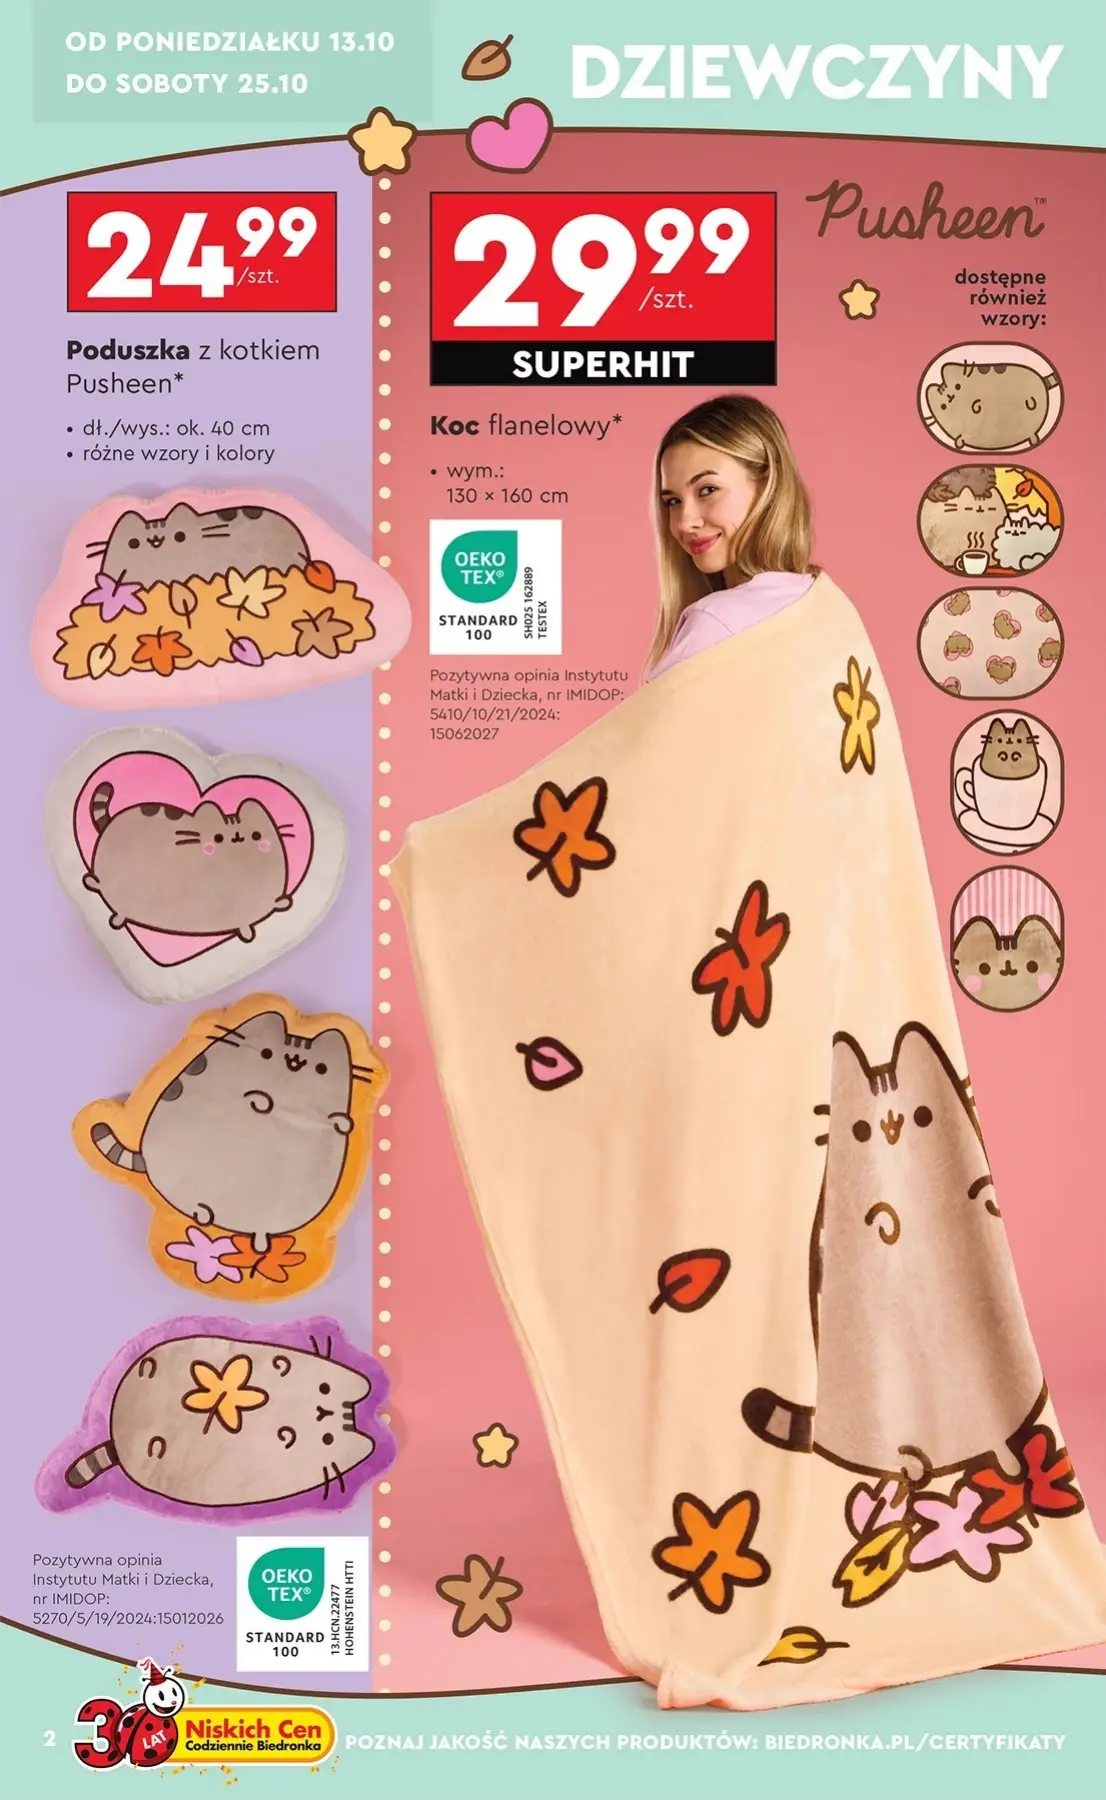 OD PONIEDZIAŁKU 13.10
DO SOBOTY 25.10
DZIEWCZYNY
24 99
/szt.
Poduszka z kotkiem
Pusheen*
• dł./wys.: ok. 40 cm
• różne wzory i kolory
29 99
/szt.
SUPERHIT
Koc flanelowy*
• wym.:
130 × 160 cm
OEKO
TEX®
STANDARD
100
SH025 162889
TESTEX
Pozytywna opinia Instytutu
Matki i Dziecka, nr IMIDOP:
5410/10/21/2024:
15062027
Pusheen™
dostępne
również
wzory:
Pozytywna opinia
Instytutu Matki i Dziecka,
nr IMIDOP:
5270/5/19/2024:15012026
OEKO
TEX®
STANDARD
100
13.HCN.22477
HOHENSTEIN HTTI
2
30
LAT
Niskich Cen
Codziennie Biedronka
POZNAJ JAKOŚĆ NASZYCH PRODUKTÓW: BIEDRONKA.PL/CERTYFIKATY